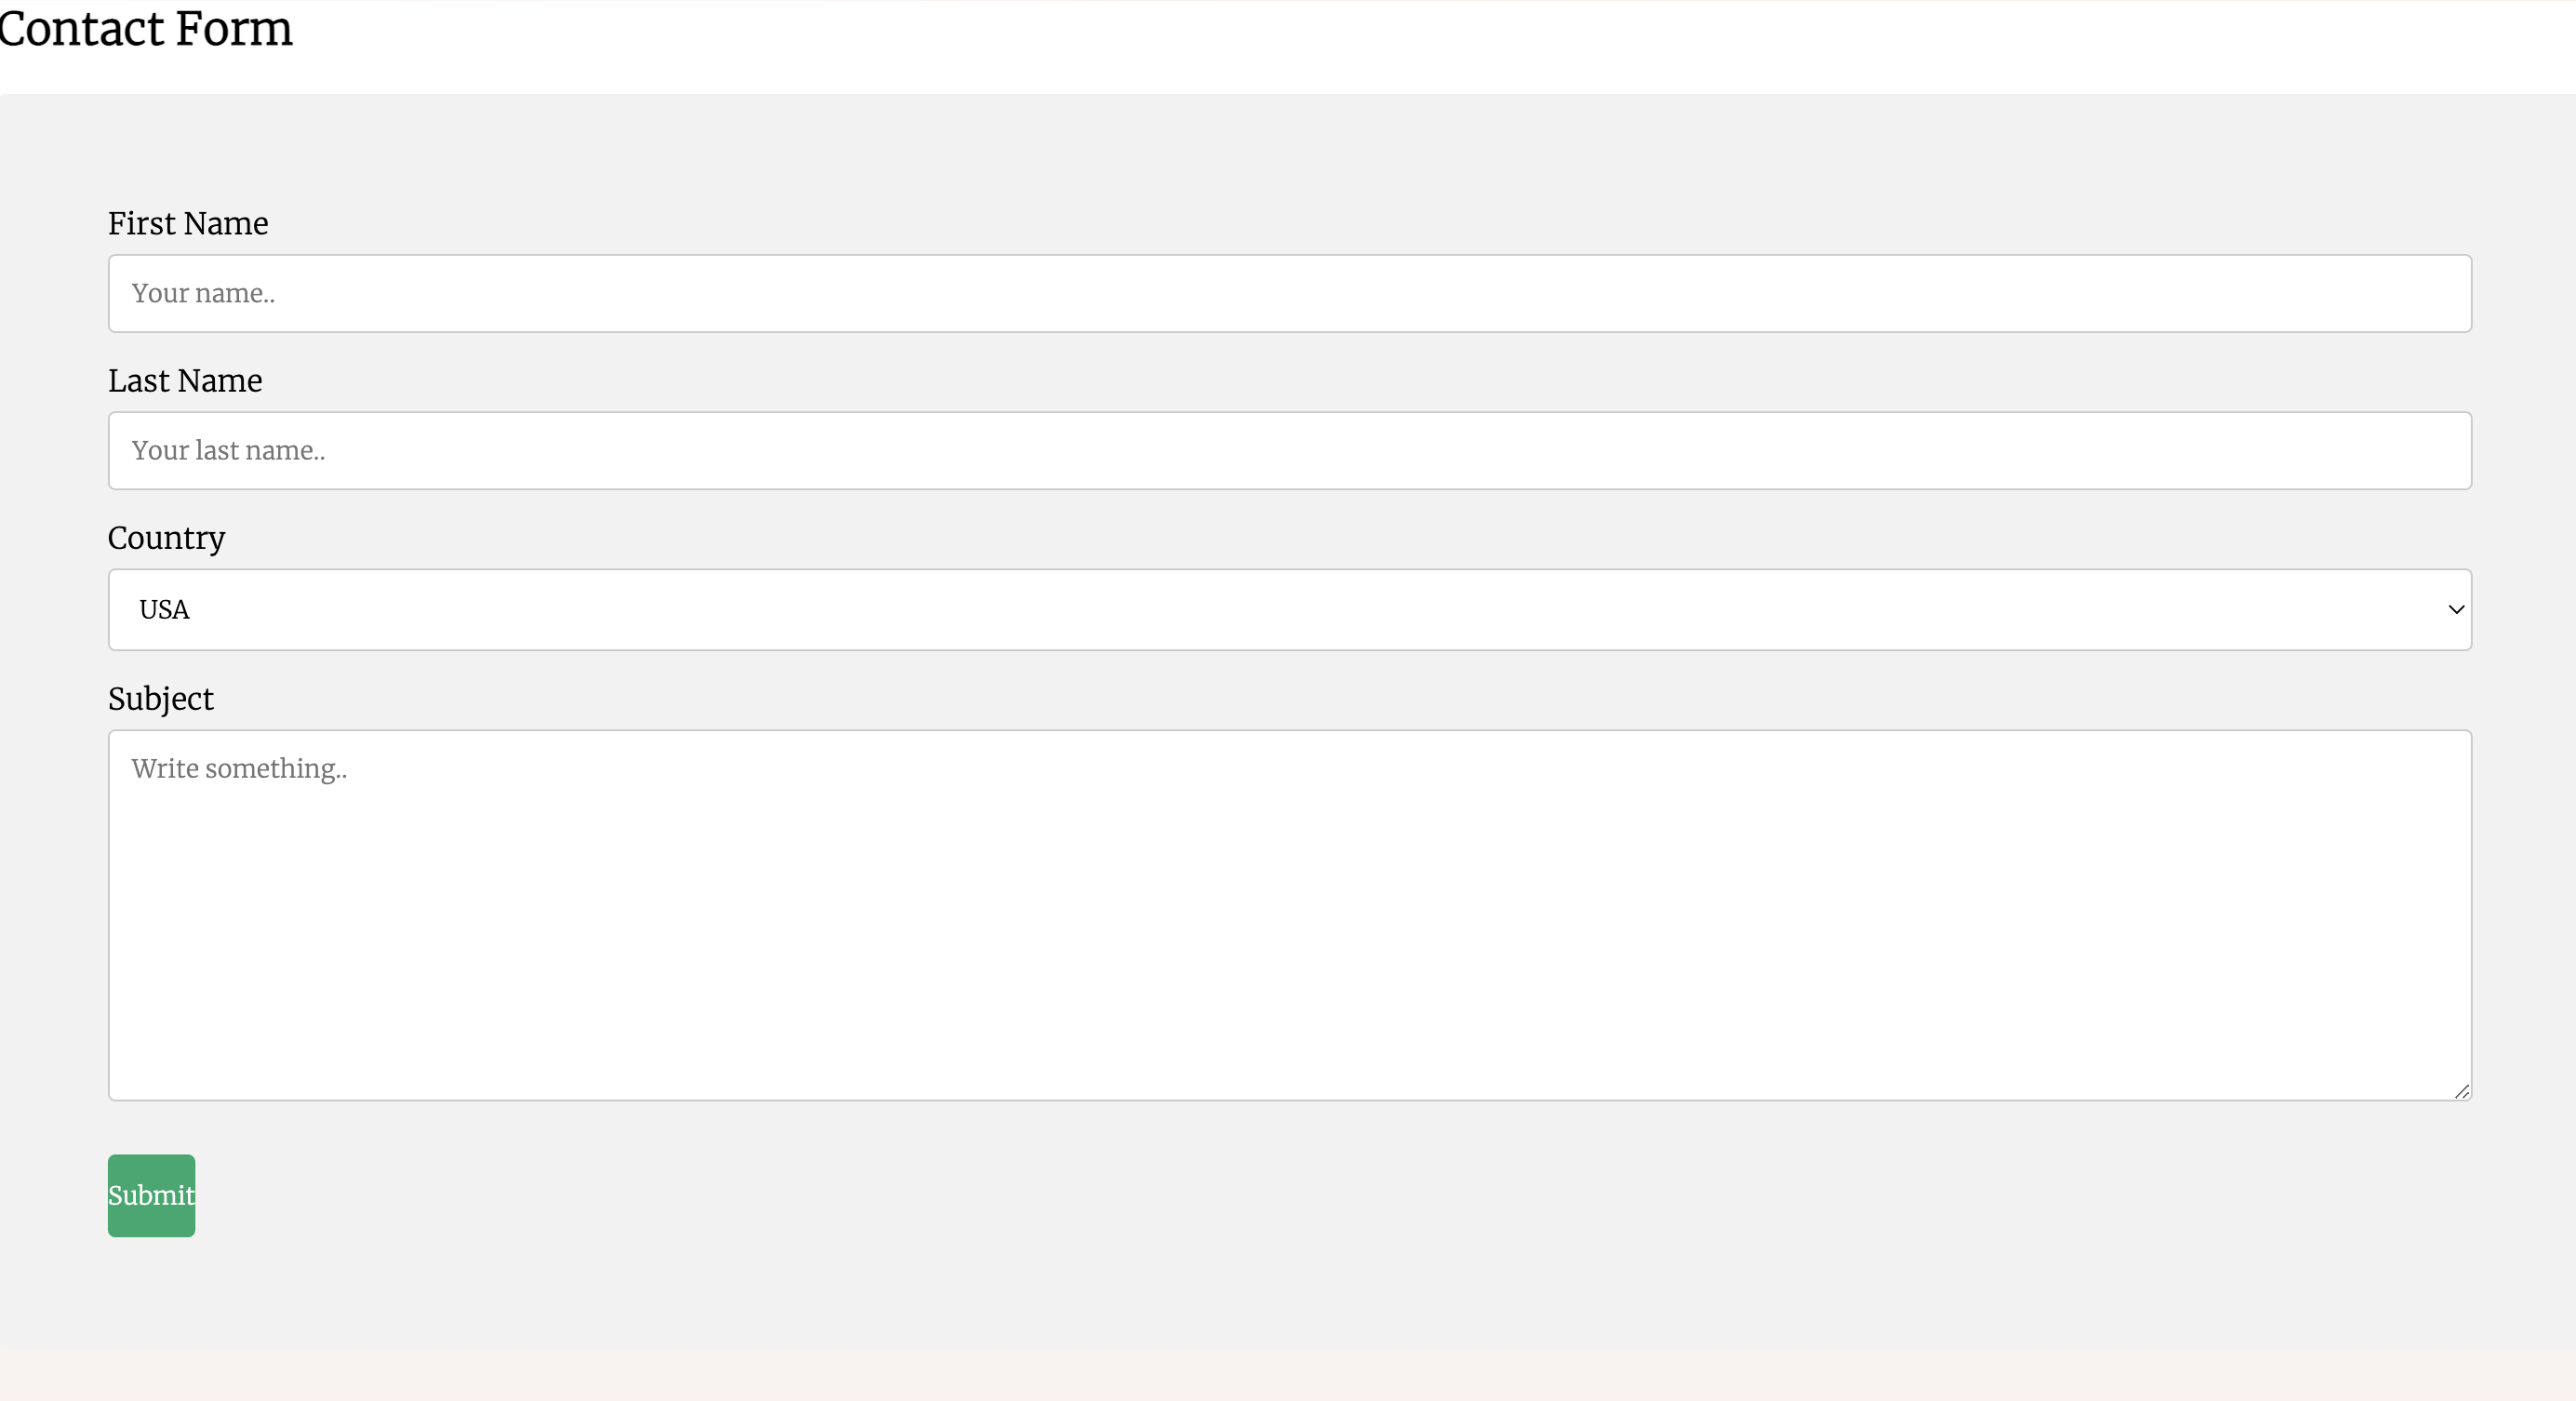 Contact Form
First Name
Your name..
Last Name
Your last name..
Country
USA
Subject
Write something..
Submit